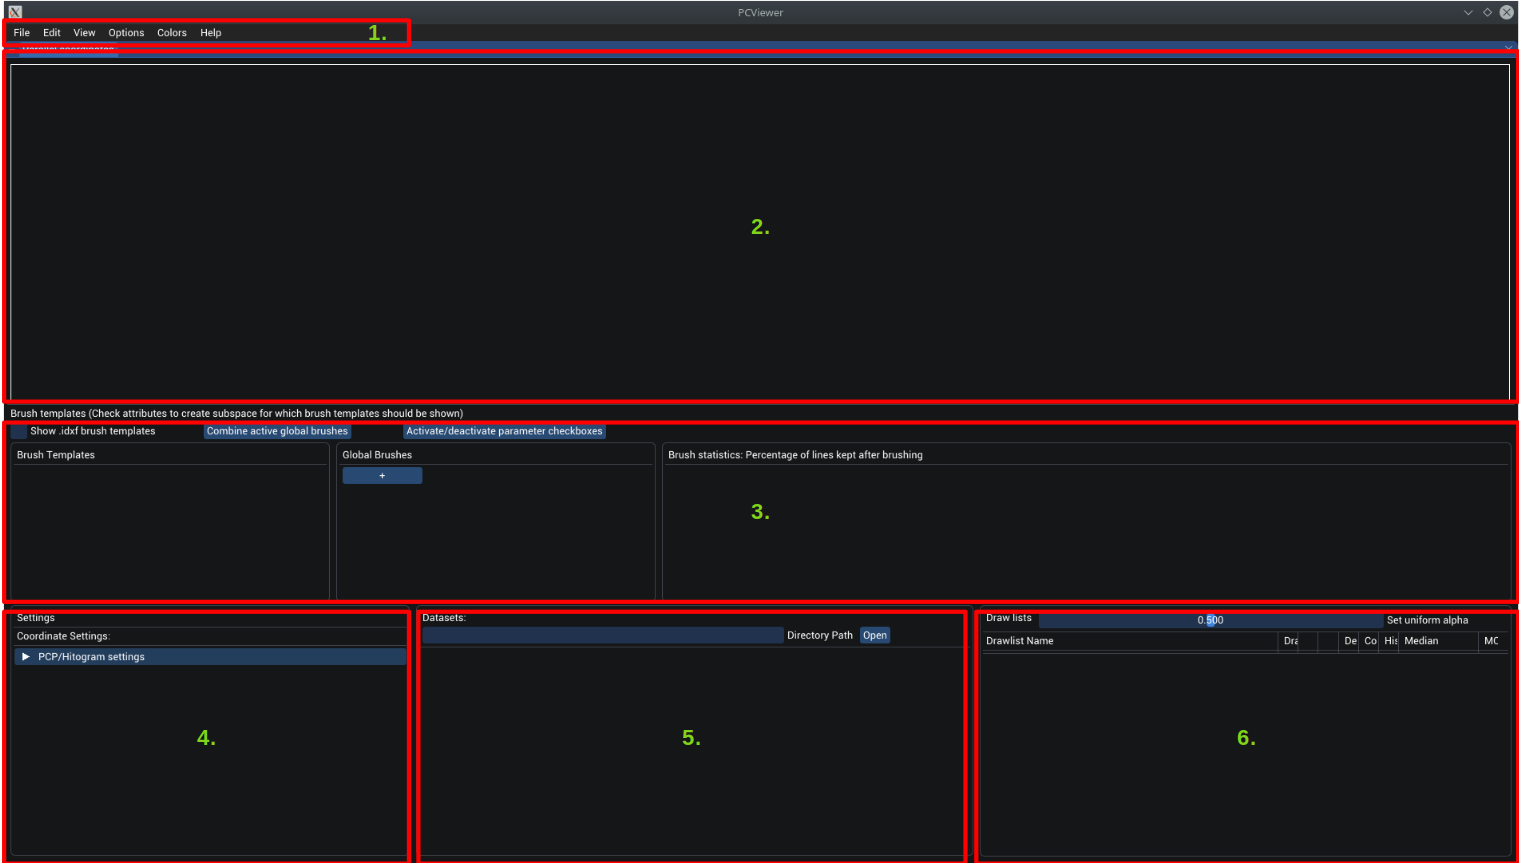 PCViewer
File Edit View Options Colors Help 1.
Parallel coordinates
2.
Brush templates (Check attributes to create subspace for which brush templates should be shown)
Show .idxf brush templates Combine active global brushes Activate/deactivate parameter checkboxes
Brush Templates Global Brushes Brush statistics: Percentage of lines kept after brushing
+
3.
Settings Datasets: Draw lists 0.500 Set uniform alpha
Coordinate Settings: Directory Path Open Drawlist Name Dra De Co His Median MC
PCP/Hitogram settings
4. 5. 6.